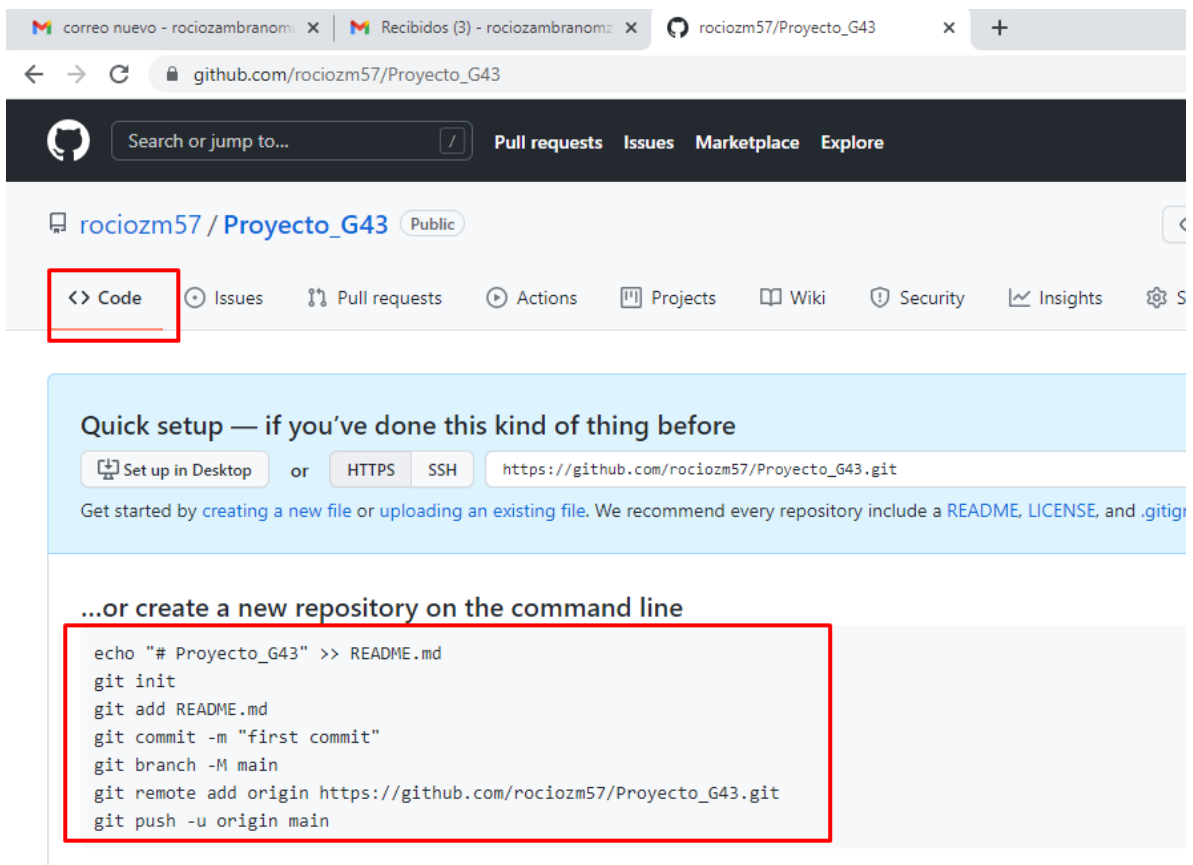 correo nuevo - rociozambranom
Recibidos (3) - rociozambranomz
rociozm57/Proyecto_G43
github.com/rociozm57/Proyecto_G43
Search or jump to...
/
Pull requests Issues Marketplace Explore
rociozm57 / Proyecto_G43 Public
<> Code Issues Pull requests Actions Projects Wiki Security Insights S
Quick setup — if you’ve done this kind of thing before
Set up in Desktop or HTTPS SSH https://github.com/rociozm57/Proyecto_G43.git
Get started by creating a new file or uploading an existing file. We recommend every repository include a README, LICENSE, and .gitign
…or create a new repository on the command line
echo "# Proyecto_G43" >> README.md
git init
git add README.md
git commit -m "first commit"
git branch -M main
git remote add origin https://github.com/rociozm57/Proyecto_G43.git
git push -u origin main